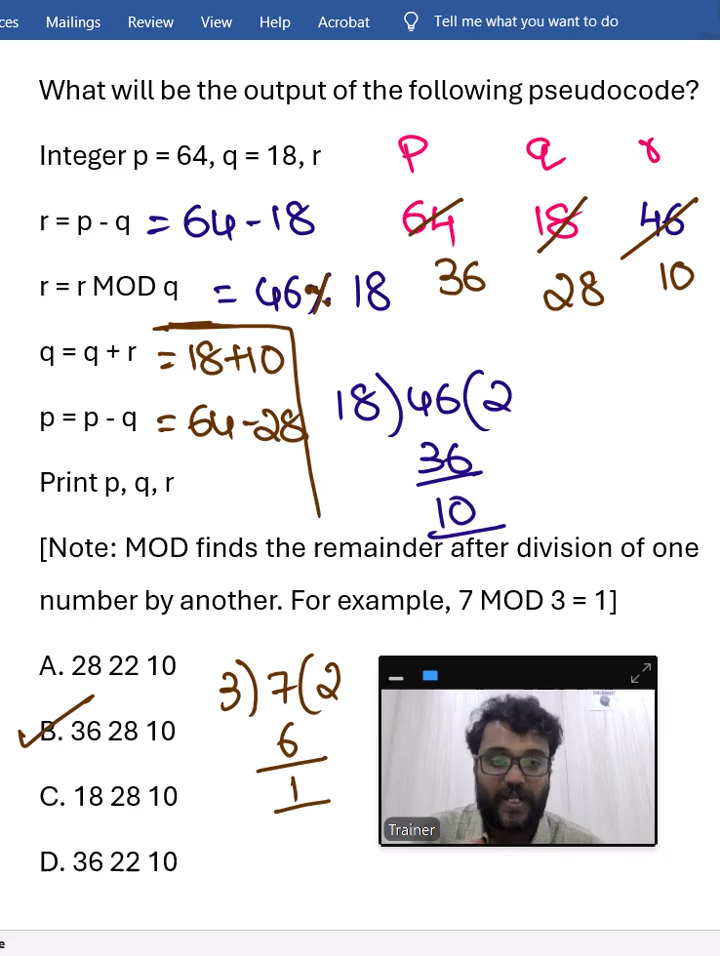 ces Mailings Review View Help Acrobat Tell me what you want to do
What will be the output of the following pseudocode?
Integer p = 64, q = 18, r P q r
r = p - q = 64 - 18 64 18 46
r = r MOD q = 46 % 18 36 28 10
q = q + r = 18+10
18)46(2
p = p - q = 64-28
36
Print p, q, r
10
[Note: MOD finds the remainder after division of one
number by another. For example, 7 MOD 3 = 1]
A. 28 22 10
3)7(2
B. 36 28 10
6
C. 18 28 10
1
Trainer
D. 36 22 10
e